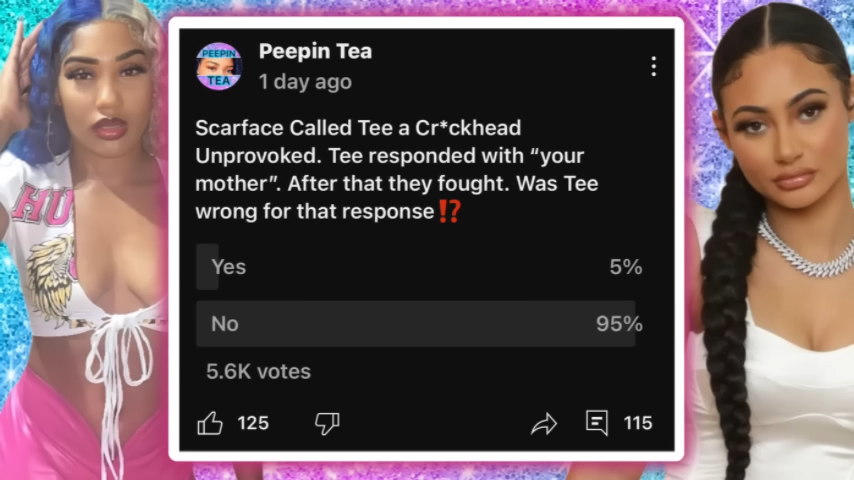 PEEPIN
TEA
Peepin Tea
1 day ago
Scarface Called Tee a Cr*ckhead
Unprovoked. Tee responded with “your
mother”. After that they fought. Was Tee
wrong for that response⁉️
Yes 5%
No 95%
5.6K votes
125 115
HU